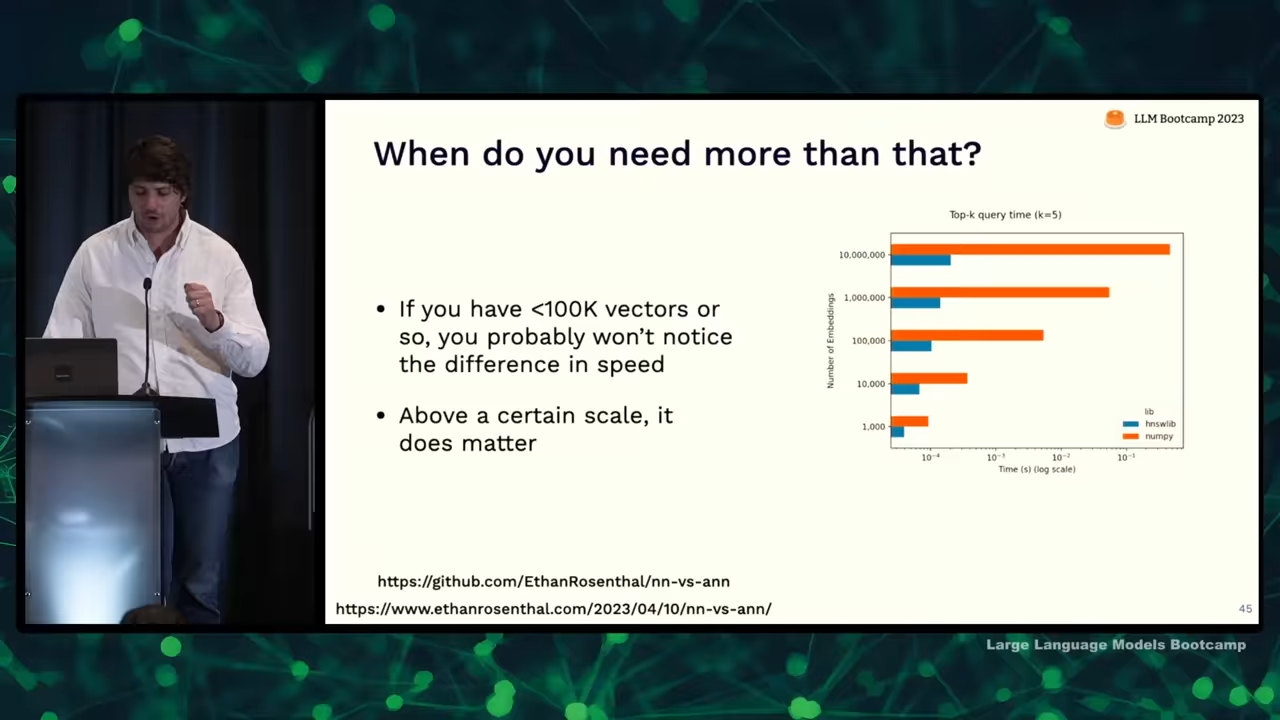 LLM Bootcamp 2023
When do you need more than that?
• If you have <100K vectors or
so, you probably won’t notice
the difference in speed
• Above a certain scale, it
does matter
Top-k query time (k=5)
Number of Embeddings
10,000,000
1,000,000
100,000
10,000
1,000
lib
hnswlib
numpy
10⁻⁴ 10⁻³ 10⁻² 10⁻¹
Time (s) (log scale)
https://github.com/EthanRosenthal/nn-vs-ann
https://www.ethanrosenthal.com/2023/04/10/nn-vs-ann/
45
Large Language Models Bootcamp